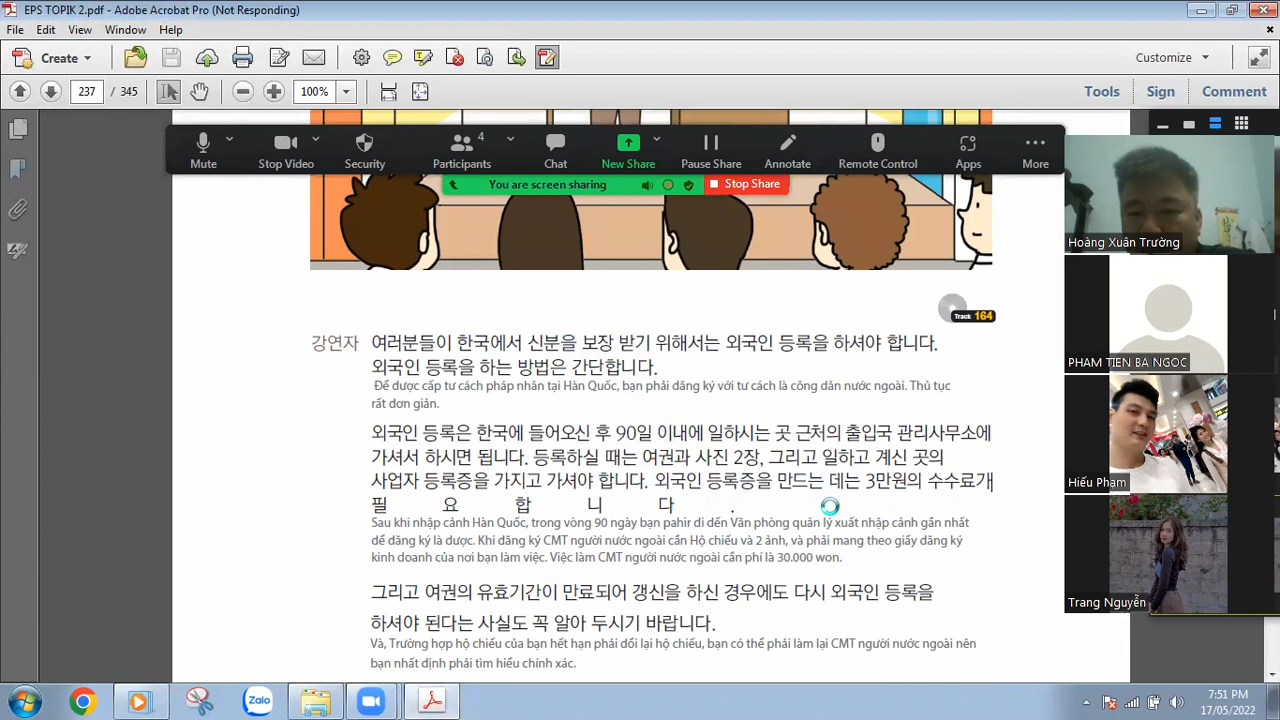 EPS TOPIK 2.pdf - Adobe Acrobat Pro (Not Responding)
File Edit View Window Help
Create Customize
237 / 345 100% Tools Sign Comment
4
Mute Stop Video Security Participants Chat New Share Pause Share Annotate Remote Control Apps More
You are screen sharing Stop Share
Hoàng Xuân Trường
PHAM TIEN BA NGOC
Hiếu Phạm
Trang Nguyễn
Track 164
강연자 여러분들이 한국에서 신분을 보장 받기 위해서는 외국인 등록을 하셔야 합니다.
외국인 등록을 하는 방법은 간단합니다.
Để được cấp tư cách pháp nhân tại Hàn Quốc, bạn phải đăng ký với tư cách là công dân nước ngoài. Thủ tục
rất đơn giản.
외국인 등록은 한국에 들어오신 후 90일 이내에 일하시는 곳 근처의 출입국 관리사무소에
가셔서 하시면 됩니다. 등록하실 때는 여권과 사진 2장, 그리고 일하고 계신 곳의
사업자 등록증을 가지고 가셔야 합니다. 외국인 등록증을 만드는 데는 3만원의 수수료개
필 요 합 니 다 .
Sau khi nhập cảnh Hàn Quốc, trong vòng 90 ngày bạn pahir đi đến Văn phòng quản lý xuất nhập cảnh gần nhất
để đăng ký là được. Khi đăng ký CMT người nước ngoài cần Hộ chiếu và 2 ảnh, và phải mang theo giấy đăng ký
kinh doanh của nơi bạn làm việc. Việc làm CMT người nước ngoài cần phí là 30.000 won.
그리고 여권의 유효기간이 만료되어 갱신을 하신 경우에도 다시 외국인 등록을
하셔야 된다는 사실도 꼭 알아 두시기 바랍니다.
Và, Trường hợp hộ chiếu của bạn hết hạn phải đổi lại hộ chiếu, bạn có thể phải làm lại CMT người nước ngoài nên
bạn nhất định phải tìm hiểu chính xác.
Zalo
7:51 PM
17/05/2022